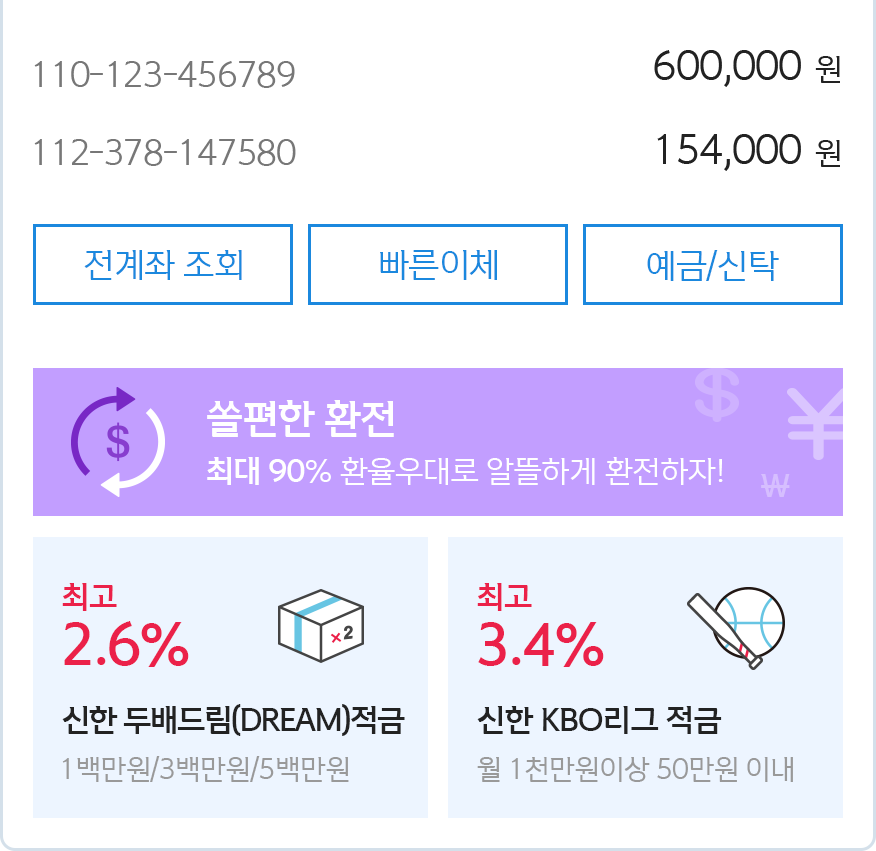 110-123-456789 600,000 원
112-378-147580 154,000 원
전계좌 조회 빠른이체 예금/신탁
$ 쏠편한 환전 $ ¥
최대 90% 환율우대로 알뜰하게 환전하자! ₩
최고
2.6%
×2
신한 두배드림(DREAM)적금
1백만원/3백만원/5백만원
최고
3.4%
신한 KBO리그 적금
월 1천만원이상 50만원 이내